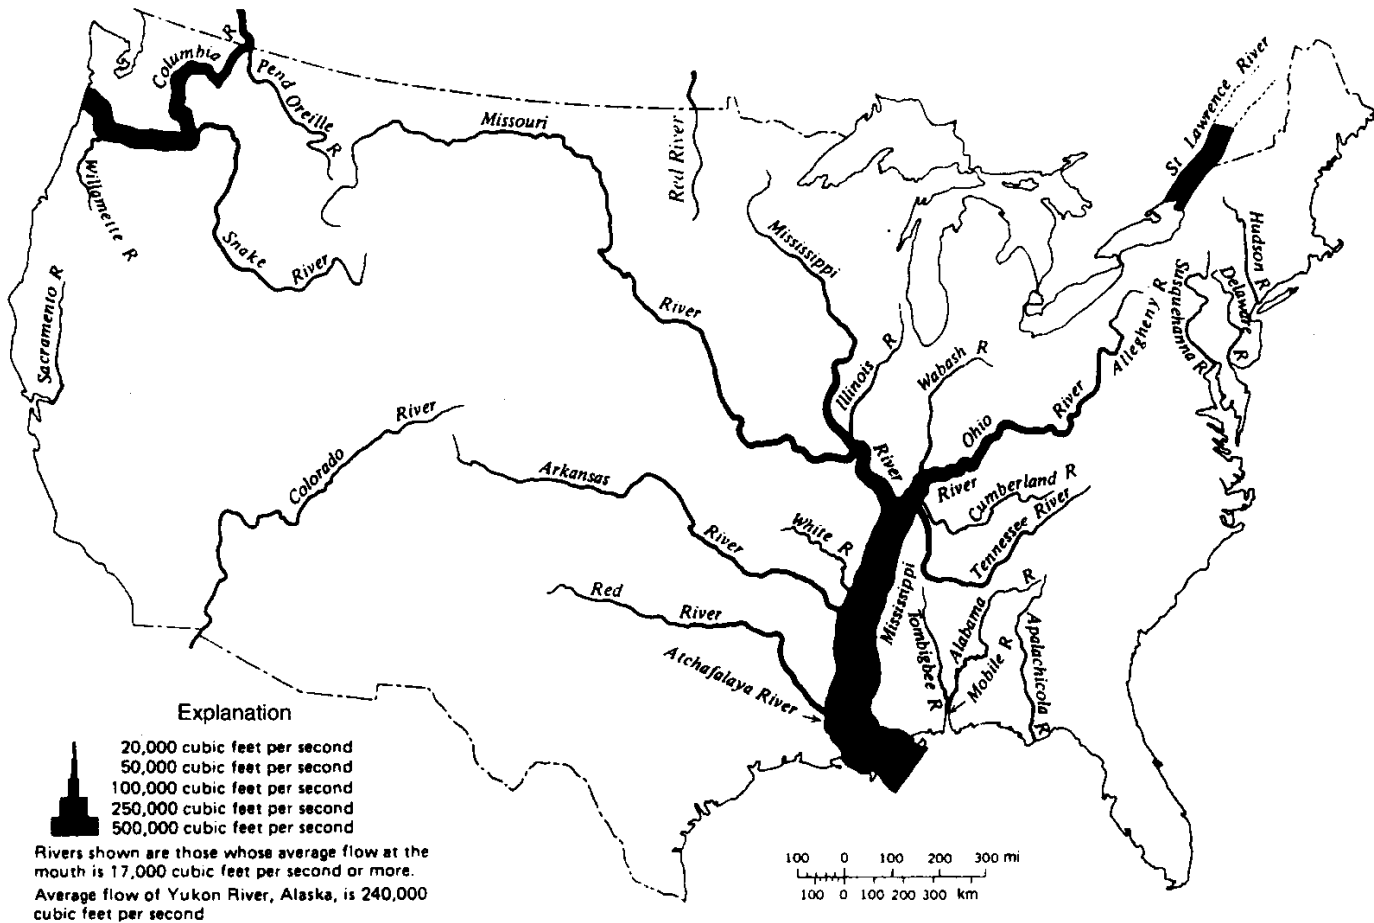 Columbia R
Pend Oreille R
Missouri
Red River
St Lawrence River
Willamette R
Snake River
Mississippi
Hudson R
Susquehanna R
Delaware R
Allegheny R
Sacramento R
River
Illinois R
Wabash R
Ohio River
Colorado River
Arkansas
River
River
River
Cumberland R
Tennessee River
White R
Red River
Mississippi
Tombigbee R
Alabama R
Mobile R
Apalachicola R
Atchafalaya River
Explanation
20,000 cubic feet per second
50,000 cubic feet per second
100,000 cubic feet per second
250,000 cubic feet per second
500,000 cubic feet per second
Rivers shown are those whose average flow at the
mouth is 17,000 cubic feet per second or more.
Average flow of Yukon River, Alaska, is 240,000
cubic feet per second
100 0 100 200 300 mi
100 0 100 200 300 km